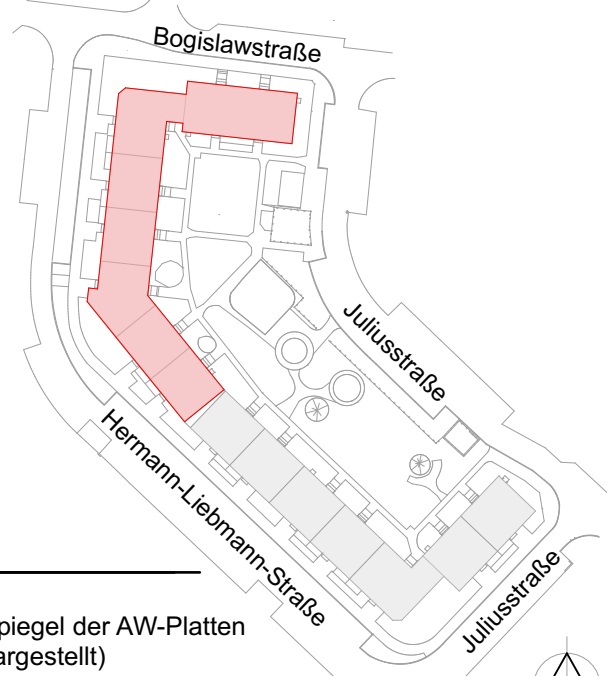 Bogislawstraße
Juliusstraße
Hermann-Liebmann-Straße
Juliusstraße
piegel der AW-Platten
argestellt)